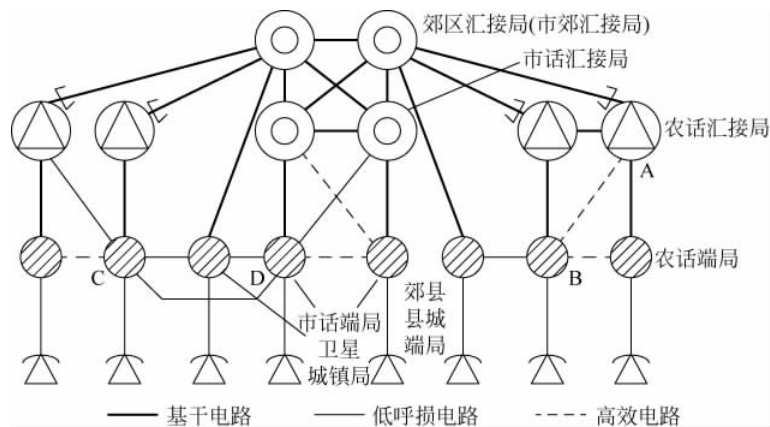 郊区汇接局(市郊汇接局)
市话汇接局
农话汇接局
A
农话端局
C
D
B
市话端局
卫星
城镇局
郊县
县城
端局
基干电路
低呼损电路
高效电路